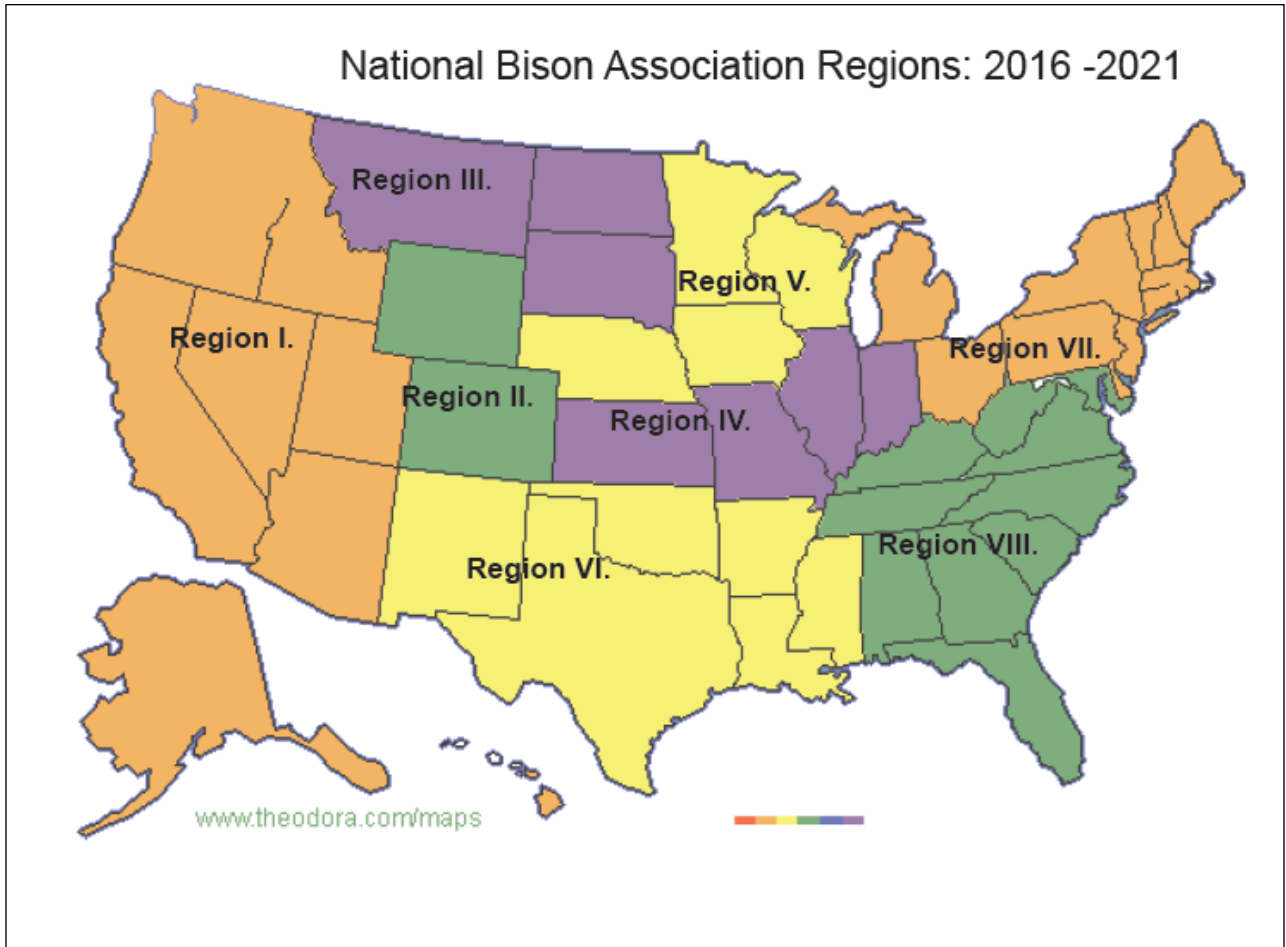 National Bison Association Regions: 2016 -2021
Region III.
Region V.
Region I.
Region VII.
Region II.
Region IV.
Region VIII.
Region VI.
www.theodora.com/maps